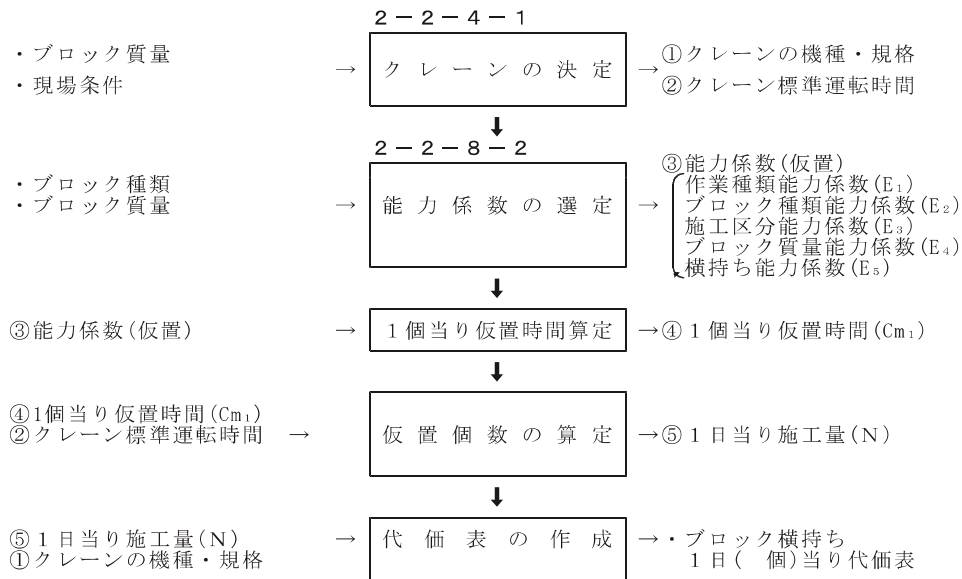 2－2－4－1
・ブロック質量
・現場条件
→
クレーンの決定
→
①クレーンの機種・規格
②クレーン標準運転時間
⬇
2－2－8－2
・ブロック種類
・ブロック質量
→
能力係数の選定
→
③能力係数(仮置)
作業種類能力係数(E₁)
ブロック種類能力係数(E₂)
施工区分能力係数(E₃)
ブロック質量能力係数(E₄)
横持ち能力係数(E₅)
⬇
③能力係数(仮置)
→
1個当り仮置時間算定
→④1個当り仮置時間(Cm₁)
⬇
④1個当り仮置時間(Cm₁)
②クレーン標準運転時間 →
仮置個数の算定
→⑤1日当り施工量(N)
⬇
⑤1日当り施工量(N)
①クレーンの機種・規格
→
代価表の作成
→・ブロック横持ち
1日(　個)当り代価表